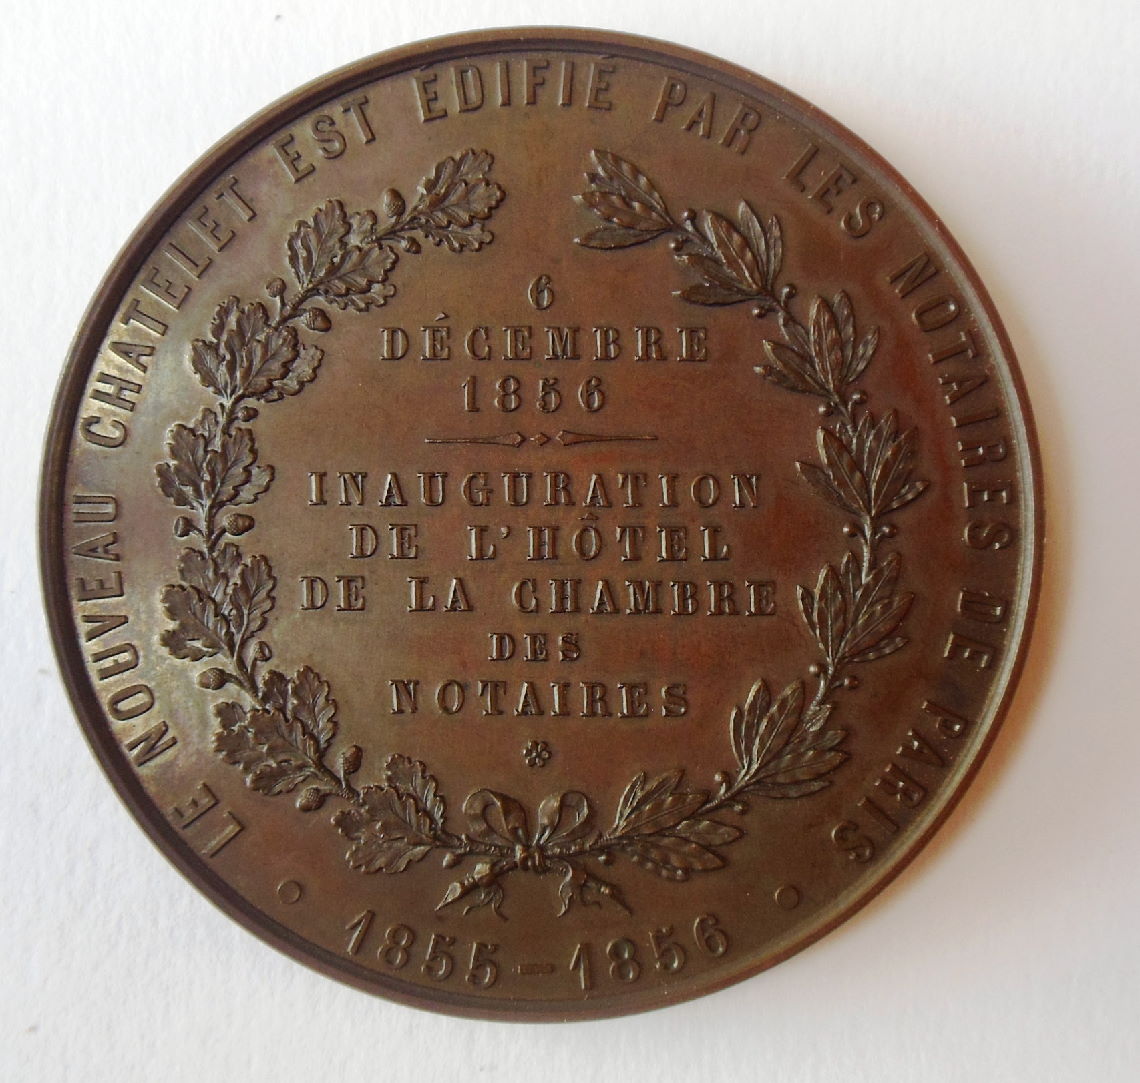 LE NOUVEAU CHATELET EST ÉDIFIÉ PAR LES NOTAIRES DE PARIS
6
DÉCEMBRE
1856
INAUGURATION
DE L'HÔTEL
DE LA CHAMBRE
DES
NOTAIRES
1855-1856